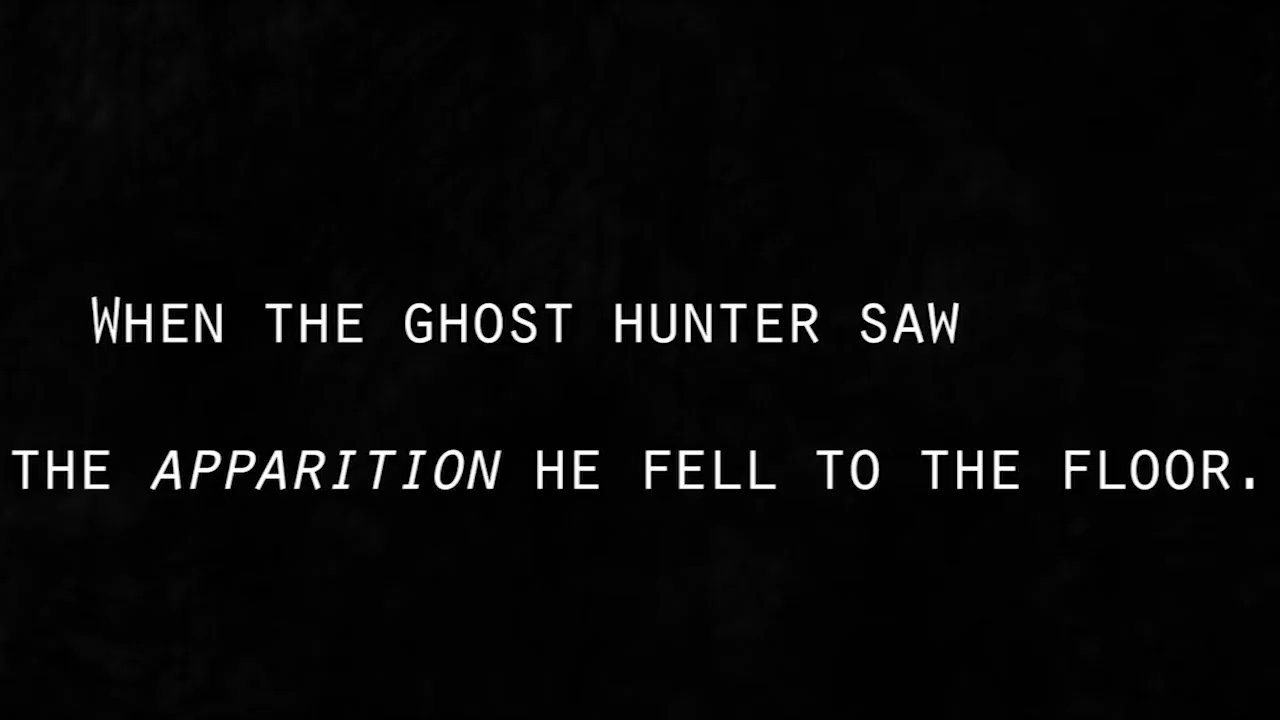 WHEN THE GHOST HUNTER SAW
THE APPARITION HE FELL TO THE FLOOR.